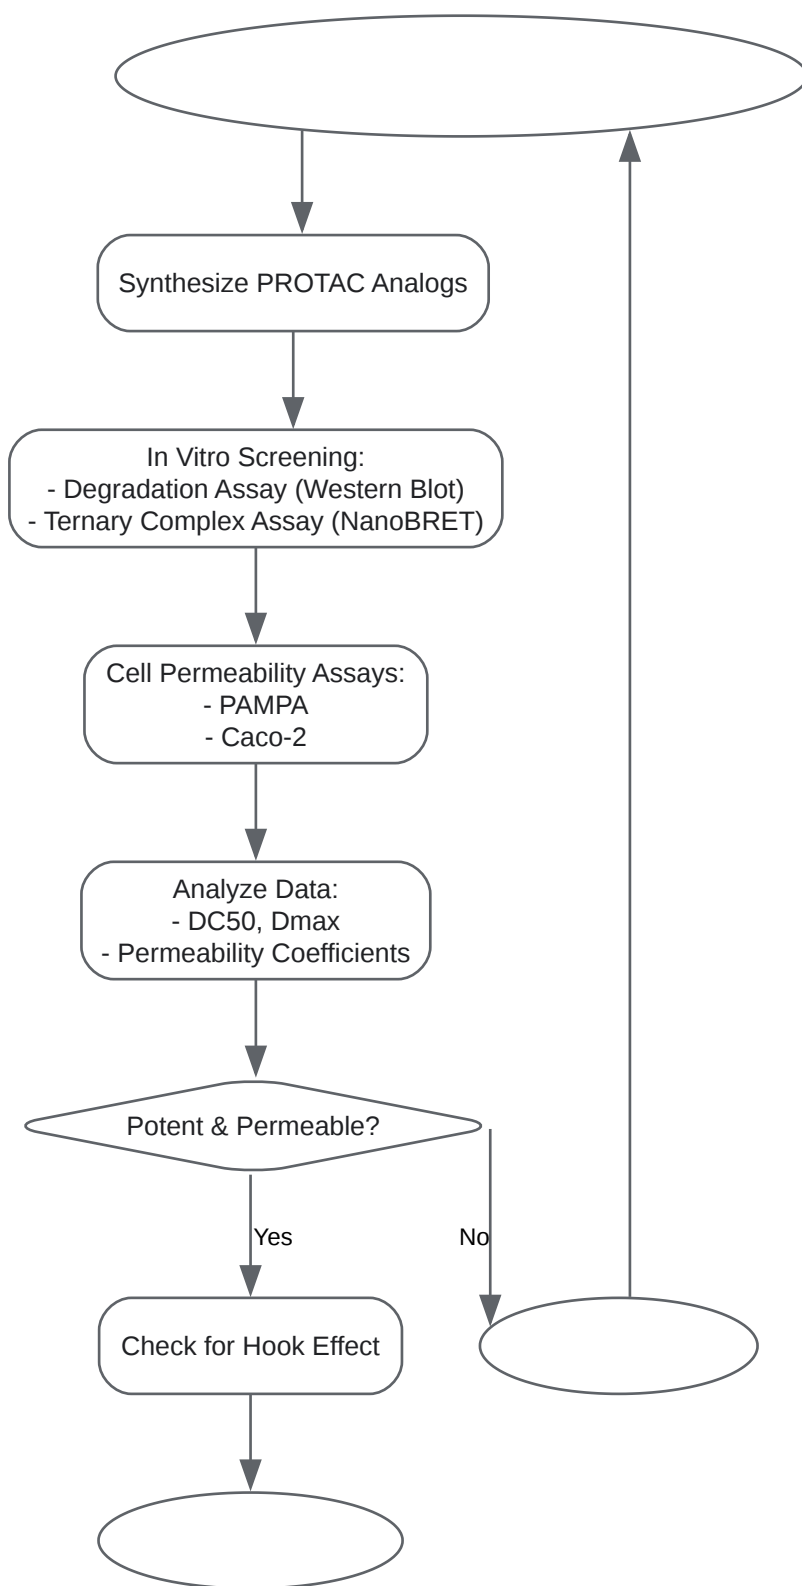 Synthesize PROTAC Analogs
In Vitro Screening:
- Degradation Assay (Western Blot)
- Ternary Complex Assay (NanoBRET)
Cell Permeability Assays:
- PAMPA
- Caco-2
Analyze Data:
- DC50, Dmax
- Permeability Coefficients
Potent & Permeable?
Yes
No
Check for Hook Effect